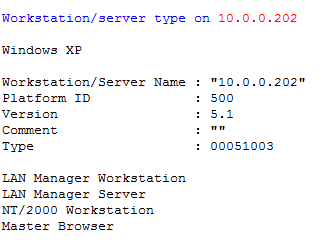 Workstation/server type on 10.0.0.202
Windows XP
Workstation/Server Name : "10.0.0.202"
Platform ID : 500
Version : 5.1
Comment : ""
Type : 00051003
LAN Manager Workstation
LAN Manager Server
NT/2000 Workstation
Master Browser